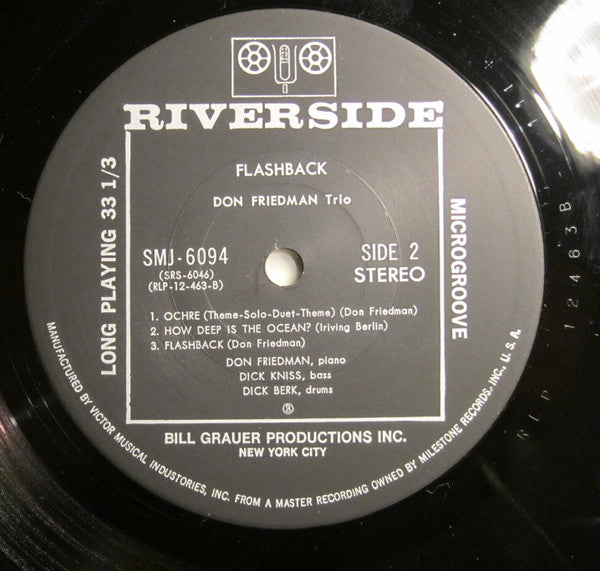 RIVERSIDE
FLASHBACK
DON FRIEDMAN Trio
LONG PLAYING 33 1/3
MICROGROOVE
SMJ-6094
(SRS-6046)
(RLP-12-463-B)
SIDE 2
STEREO
1. OCHRE (Theme-Solo-Duet-Theme) (Don Friedman)
2. HOW DEEP IS THE OCEAN? (Iriving Berlin)
3. FLASHBACK (Don Friedman)
DON FRIEDMAN, piano
DICK KNISS, bass
DICK BERK, drums
BILL GRAUER PRODUCTIONS INC.
NEW YORK CITY
MANUFACTURED BY VICTOR MUSICAL INDUSTRIES, INC. FROM A MASTER RECORDING OWNED BY MILESTONE RECORDS, INC., U. S. A.
RLP 12463B